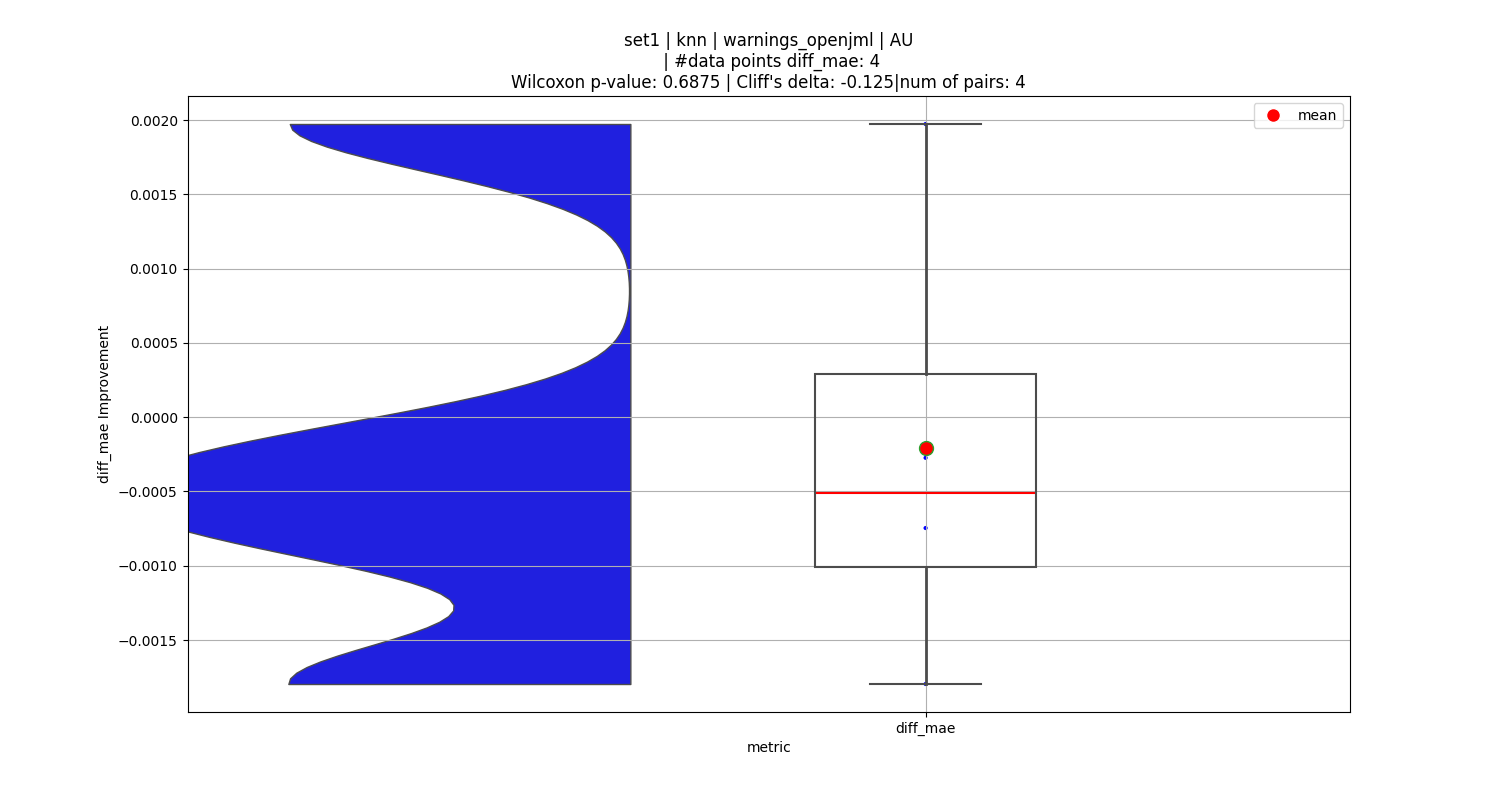 set1 | knn | warnings_openjml | AU
| #data points diff_mae: 4
Wilcoxon p-value: 0.6875 | Cliff's delta: -0.125|num of pairs: 4
mean
0.0020
0.0015
0.0010
0.0005
0.0000
−0.0005
−0.0010
−0.0015
diff_mae Improvement
diff_mae
metric